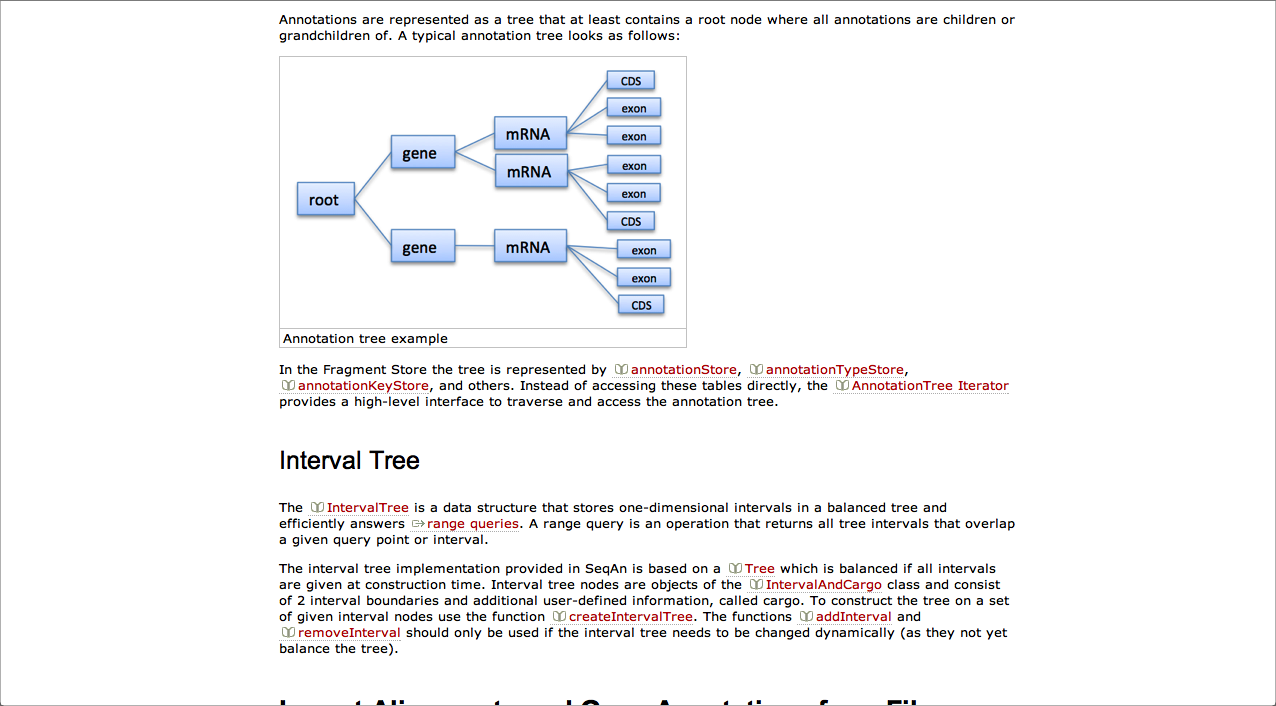 Annotations are represented as a tree that at least contains a root node where all annotations are children or
grandchildren of. A typical annotation tree looks as follows:
CDS
exon
mRNA
exon
gene
exon
mRNA
exon
root
CDS
gene
mRNA
exon
exon
CDS
Annotation tree example
In the Fragment Store the tree is represented by annotationStore, annotationTypeStore,
annotationKeyStore, and others. Instead of accessing these tables directly, the AnnotationTree Iterator
provides a high-level interface to traverse and access the annotation tree.
Interval Tree
The IntervalTree is a data structure that stores one-dimensional intervals in a balanced tree and
efficiently answers range queries. A range query is an operation that returns all tree intervals that overlap
a given query point or interval.
The interval tree implementation provided in SeqAn is based on a Tree which is balanced if all intervals
are given at construction time. Interval tree nodes are objects of the IntervalAndCargo class and consist
of 2 interval boundaries and additional user-defined information, called cargo. To construct the tree on a set
of given interval nodes use the function createIntervalTree. The functions addInterval and
removeInterval should only be used if the interval tree needs to be changed dynamically (as they not yet
balance the tree).